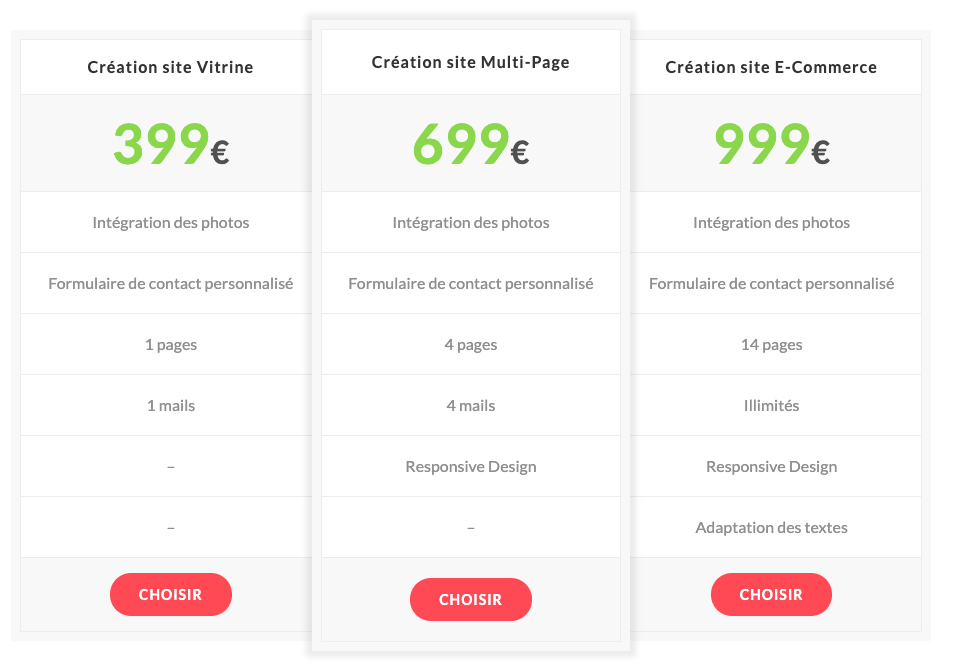 Création site Vitrine
399€
Intégration des photos
Formulaire de contact personnalisé
1 pages
1 mails
–
–
CHOISIR
Création site Multi-Page
699€
Intégration des photos
Formulaire de contact personnalisé
4 pages
4 mails
Responsive Design
–
CHOISIR
Création site E-Commerce
999€
Intégration des photos
Formulaire de contact personnalisé
14 pages
Illimités
Responsive Design
Adaptation des textes
CHOISIR